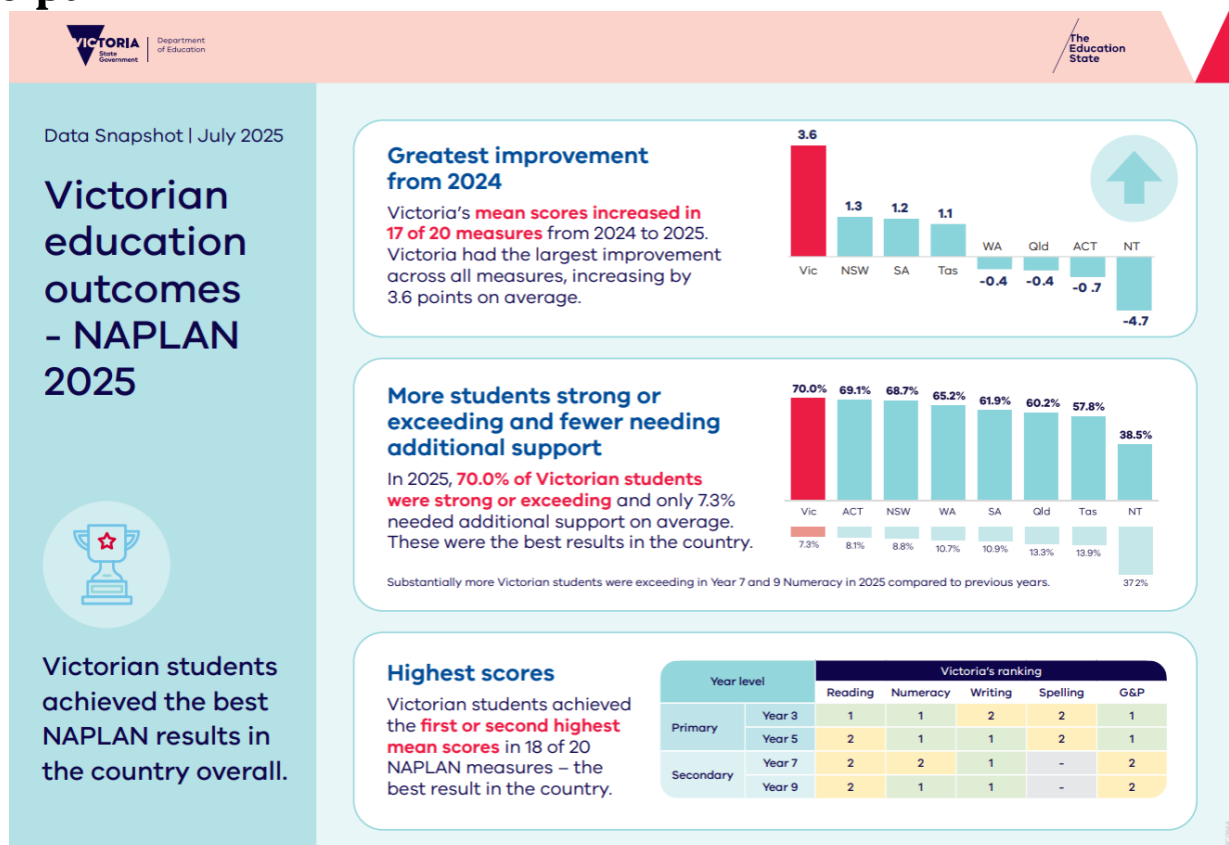 VICTORIA
State
Government
Department
of Education
The
Education
State
Data Snapshot | July 2025
Victorian
education
outcomes
- NAPLAN
2025
Victorian students
achieved the best
NAPLAN results in
the country overall.
Greatest improvement
from 2024
Victoria's mean scores increased in
17 of 20 measures from 2024 to 2025.
Victoria had the largest improvement
across all measures, increasing by
3.6 points on average.
3.6
1.3 1.2 1.1
WA Qld ACT NT
Vic NSW SA Tas
-0.4 -0.4 -0 .7
-4.7
More students strong or
exceeding and fewer needing
additional support
In 2025, 70.0% of Victorian students
were strong or exceeding and only 7.3%
needed additional support on average.
These were the best results in the country.
70.0% 69.1% 68.7% 65.2% 61.9% 60.2% 57.8% 38.5%
Vic ACT NSW WA SA Qld Tas NT
7.3% 8.1% 8.8% 10.7% 10.9% 13.3% 13.9% 37 2%
Substantially more Victorian students were exceeding in Year 7 and 9 Numeracy in 2025 compared to previous years.
Highest scores
Victorian students achieved
the first or second highest
mean scores in 18 of 20
NAPLAN measures – the
best result in the country.
Year level Victoria's ranking
Reading Numeracy Writing Spelling G&P
Primary Year 3 1 1 2 2 1
Year 5 2 1 1 2 1
Secondary Year 7 2 2 1 - 2
Year 9 2 1 1 - 2